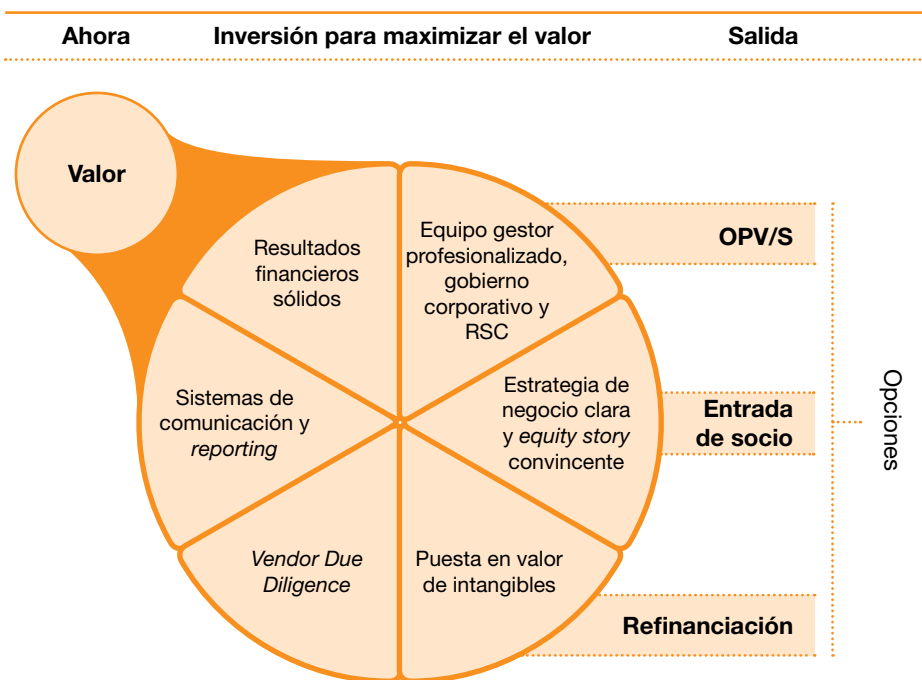 Ahora
Inversión para maximizar el valor
Salida
Valor
Resultados
financieros
sólidos
Equipo gestor
profesionalizado,
gobierno
corporativo y
RSC
OPV/S
Sistemas de
comunicación y
reporting
Estrategia de
negocio clara
y equity story
convincente
Entrada
de socio
Opciones
Vendor Due
Diligence
Puesta en valor
de intangibles
Refinanciación